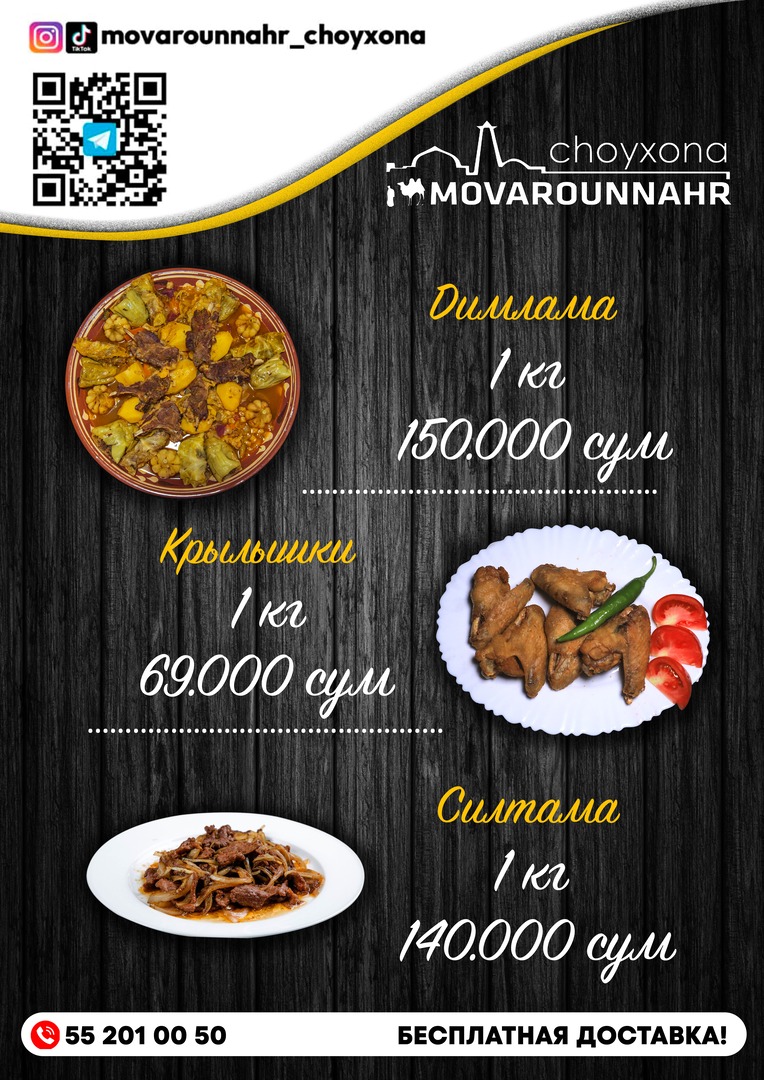 movarounnahr_choyxona
TikTok
choyxona
MOVAROUNNAHR
Димлама
1 кг
150.000 сум
Крылышки
1 кг
69.000 сум
Силтама
1 кг
140.000 сум
55 201 00 50
БЕСПЛАТНАЯ ДОСТАВКА!